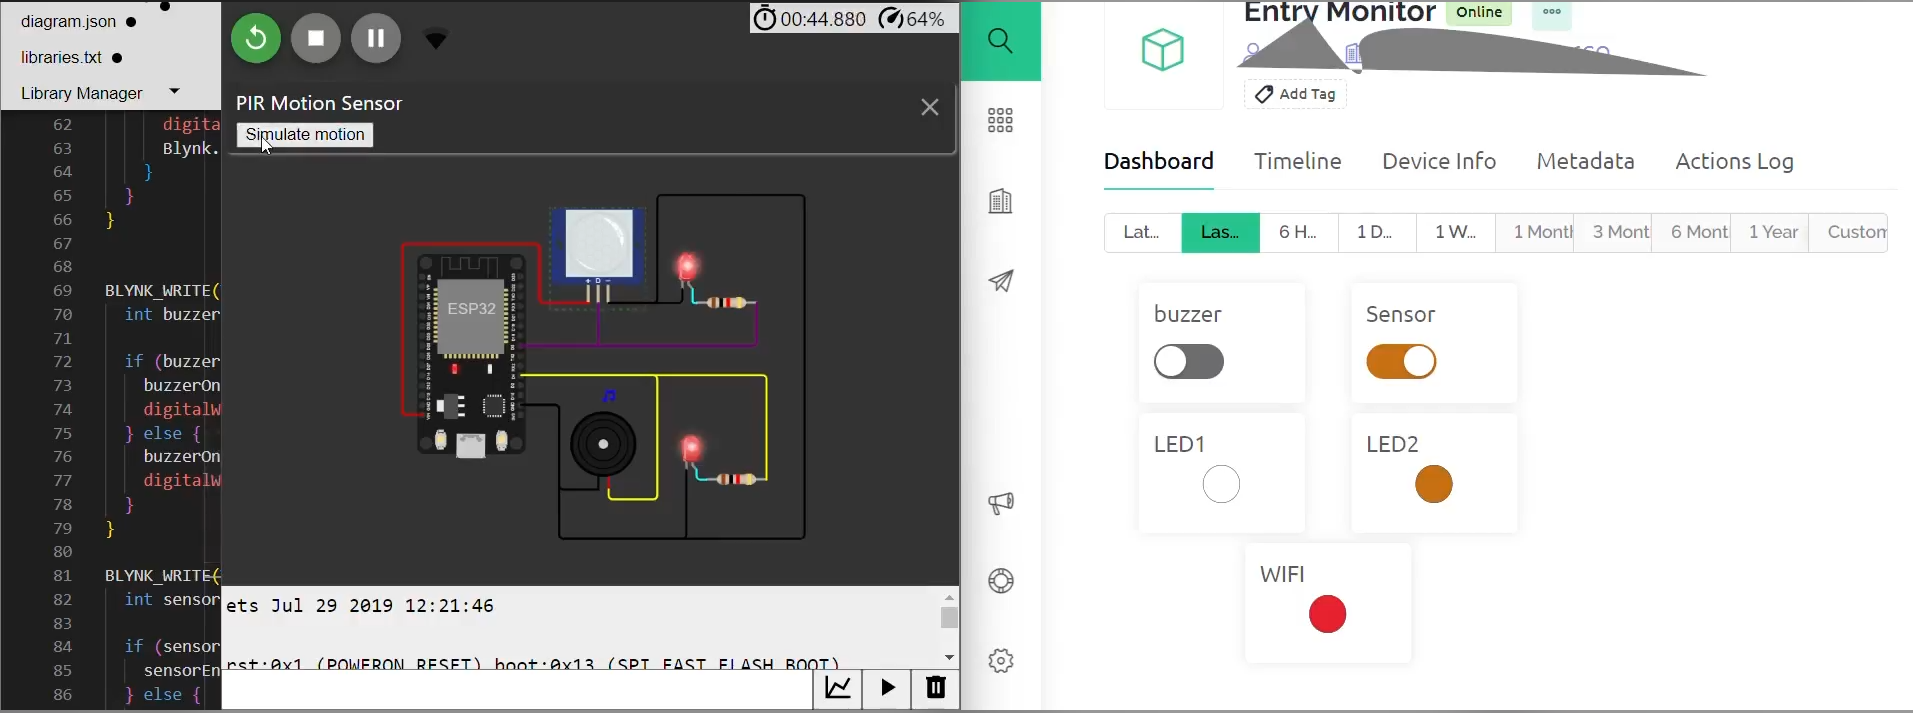 diagram.json
libraries.txt
Library Manager
00:44.880 64%
PIR Motion Sensor
Simulate motion
62 digita
63 Blynk.
64 }
65 }
66 }
67
68
69 BLYNK_WRITE(
70 int buzzer
71
72 if (buzzer
73 buzzerOn
74 digitalW
75 } else {
76 buzzerOn
77 digitalW
78 }
79 }
80
81 BLYNK_WRITE(
82 int sensor
83
84 if (sensor
85 sensorEn
86 } else {
ESP32
+ D -
ets Jul 29 2019 12:21:46
rst:0x1 (POWERON_RESET),boot:0x13 (SPI_FAST_FLASH_BOOT)
Entry Monitor Online
Add Tag
Dashboard Timeline Device Info Metadata Actions Log
Lat... Las... 6 H... 1 D... 1 W... 1 Month 3 Mont 6 Mont 1 Year Custom
buzzer
Sensor
LED1
LED2
WIFI